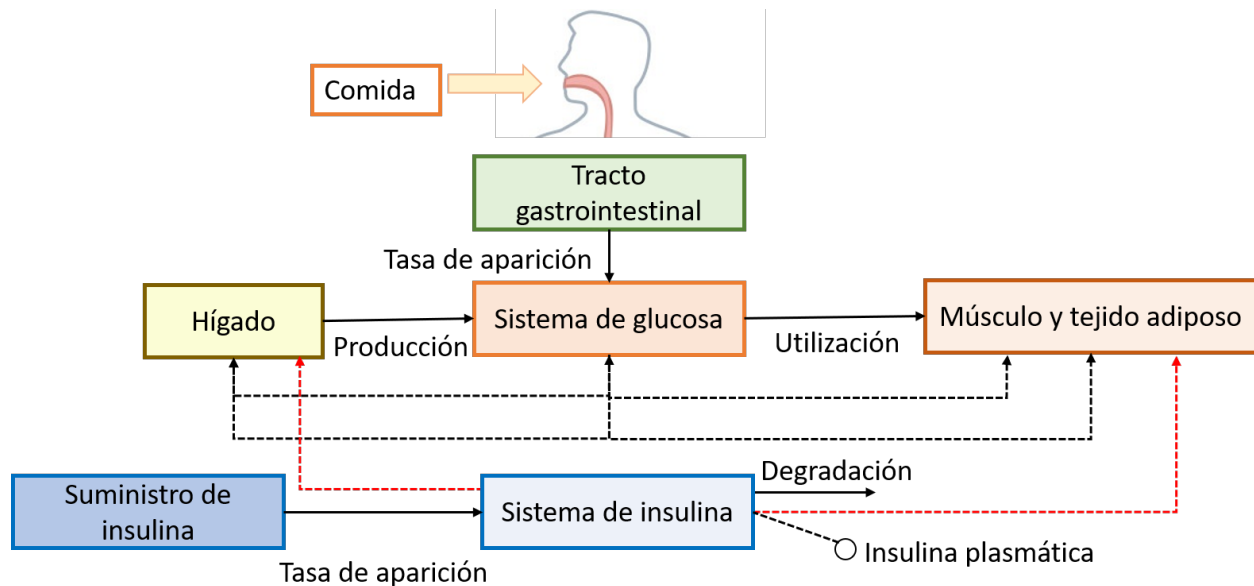 Comida
Tracto
gastrointestinal
Tasa de aparición
Hígado
Sistema de glucosa
Músculo y tejido adiposo
Producción
Utilización
Degradación
Suministro de
insulina
Sistema de insulina
Insulina plasmática
Tasa de aparición